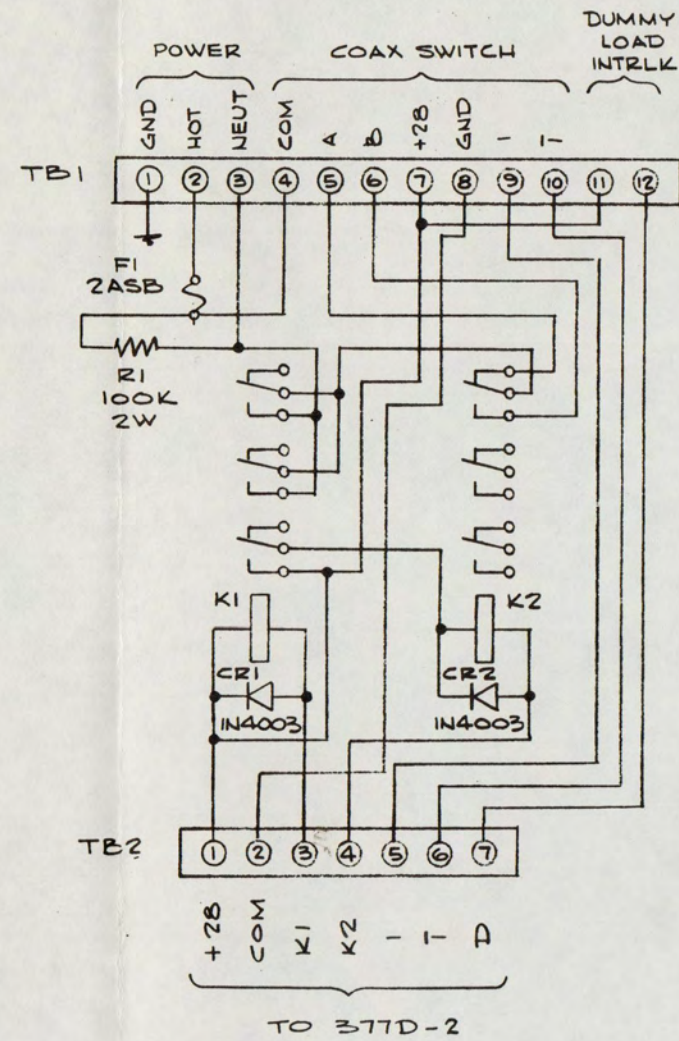 DUMMY
LOAD
INTRLK
POWER
COAX SWITCH
GND
HOT
NEUT
COM
A
B
+28
GND
-
I-
TB1
1 2 3 4 5 6 7 8 9 10 11 12
F1
2ASB
R1
100K
2W
K1
K2
CR1
CR2
1N4003
1N4003
TB2
1 2 3 4 5 6 7
+28
COM
K1
K2
-
I-
D
TO 377D-2